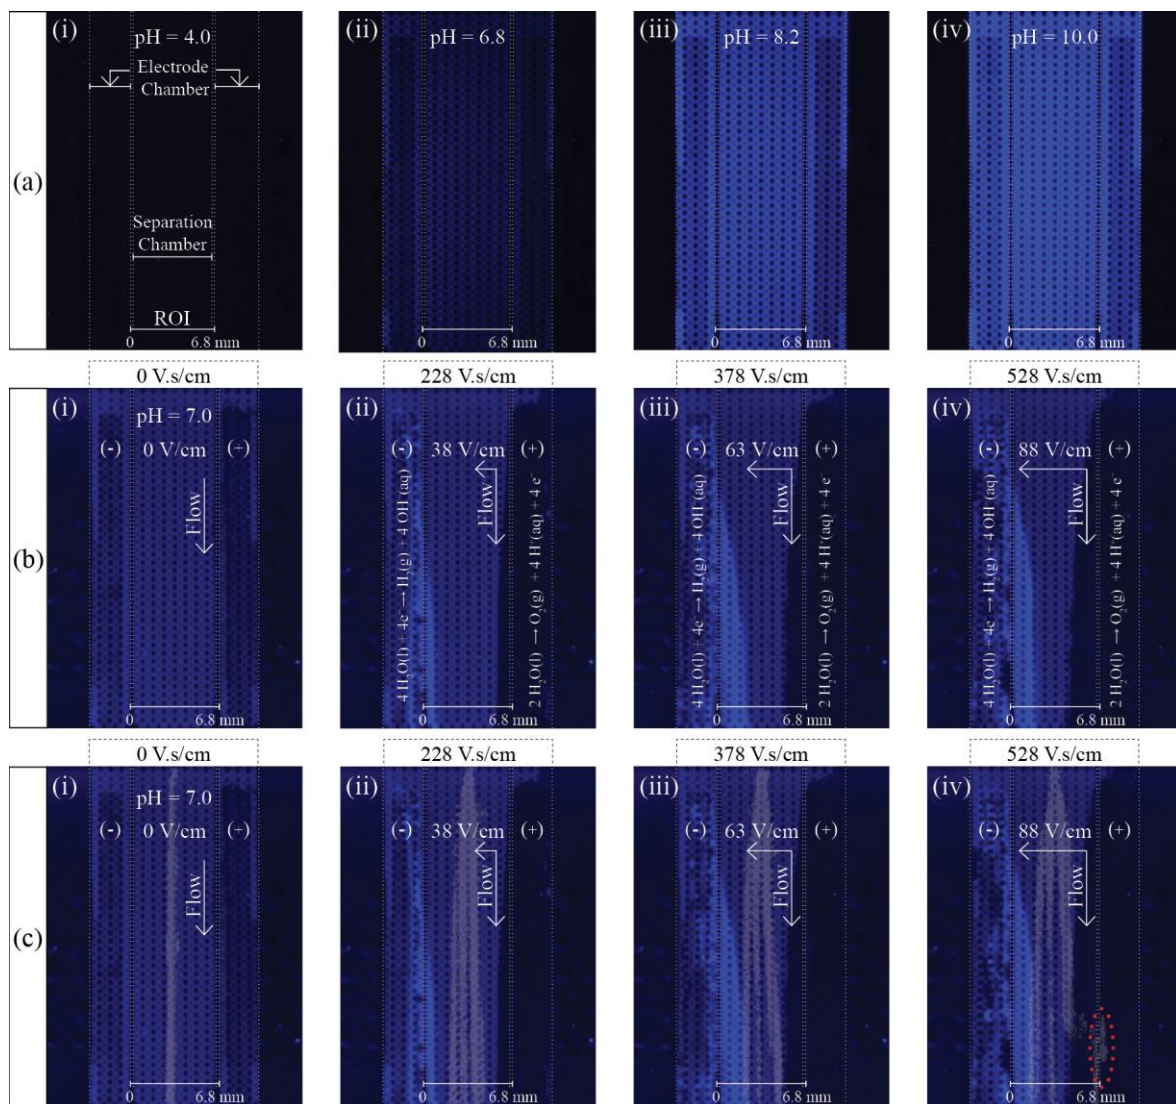 (a)
(i)
pH = 4.0
Electrode
Chamber
Separation
Chamber
ROI
0 6.8 mm
(ii)
pH = 6.8
0 6.8 mm
(iii)
pH = 8.2
0 6.8 mm
(iv)
pH = 10.0
0 6.8 mm
(b)
0 V.s/cm
(i)
pH = 7.0
(-) 0 V/cm (+)
Flow
0 6.8 mm
228 V.s/cm
(ii)
(-) 38 V/cm (+)
Flow
4 H₂O(l) + 4e⁻ → H₂(g) + 4 OH⁻(aq)
2 H₂O(l) → O₂(g) + 4 H⁺(aq) + 4 e⁻
0 6.8 mm
378 V.s/cm
(iii)
(-) 63 V/cm (+)
Flow
4 H₂O(l) + 4e⁻ → H₂(g) + 4 OH⁻(aq)
2 H₂O(l) → O₂(g) + 4 H⁺(aq) + 4 e⁻
0 6.8 mm
528 V.s/cm
(iv)
(-) 88 V/cm (+)
Flow
4 H₂O(l) + 4e⁻ → H₂(g) + 4 OH⁻(aq)
2 H₂O(l) → O₂(g) + 4 H⁺(aq) + 4 e⁻
0 6.8 mm
(c)
0 V.s/cm
(i)
pH = 7.0
(-) 0 V/cm (+)
Flow
0 6.8 mm
228 V.s/cm
(ii)
(-) 38 V/cm (+)
Flow
0 6.8 mm
378 V.s/cm
(iii)
(-) 63 V/cm (+)
Flow
0 6.8 mm
528 V.s/cm
(iv)
(-) 88 V/cm (+)
Flow
0 6.8 mm